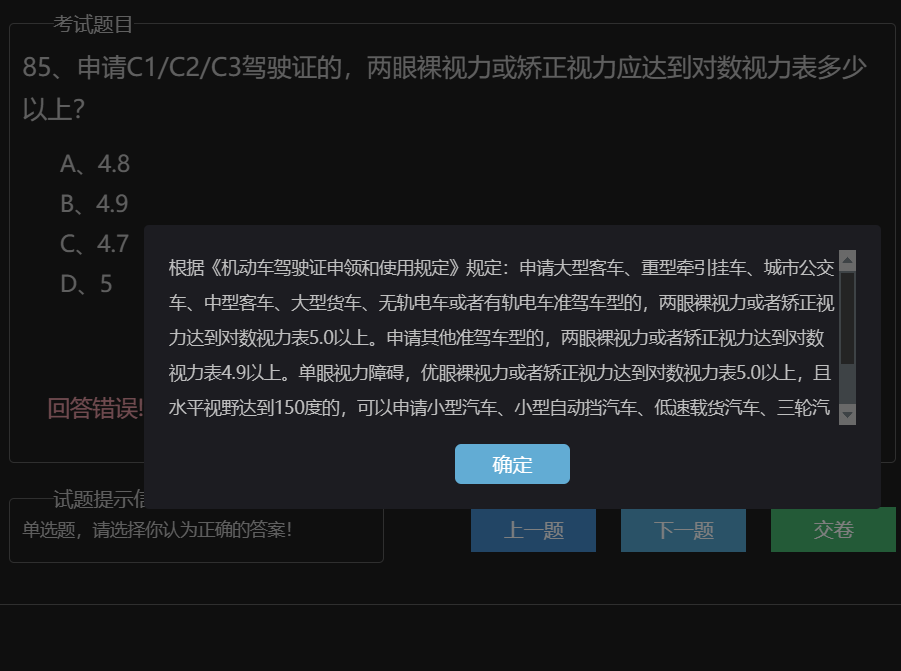 考试题目
85、申请C1/C2/C3驾驶证的，两眼裸视力或矫正视力应达到对数视力表多少
以上？
A、4.8
B、4.9
C、4.7
D、5
根据《机动车驾驶证申领和使用规定》规定：申请大型客车、重型牵引挂车、城市公交
车、中型客车、大型货车、无轨电车或者有轨电车准驾车型的，两眼裸视力或者矫正视
力达到对数视力表5.0以上。申请其他准驾车型的，两眼裸视力或者矫正视力达到对数
视力表4.9以上。单眼视力障碍，优眼裸视力或者矫正视力达到对数视力表5.0以上，且
水平视野达到150度的，可以申请小型汽车、小型自动挡汽车、低速载货汽车、三轮汽
回答错误!
确定
试题提示信
单选题，请选择你认为正确的答案！
上一题
下一题
交卷